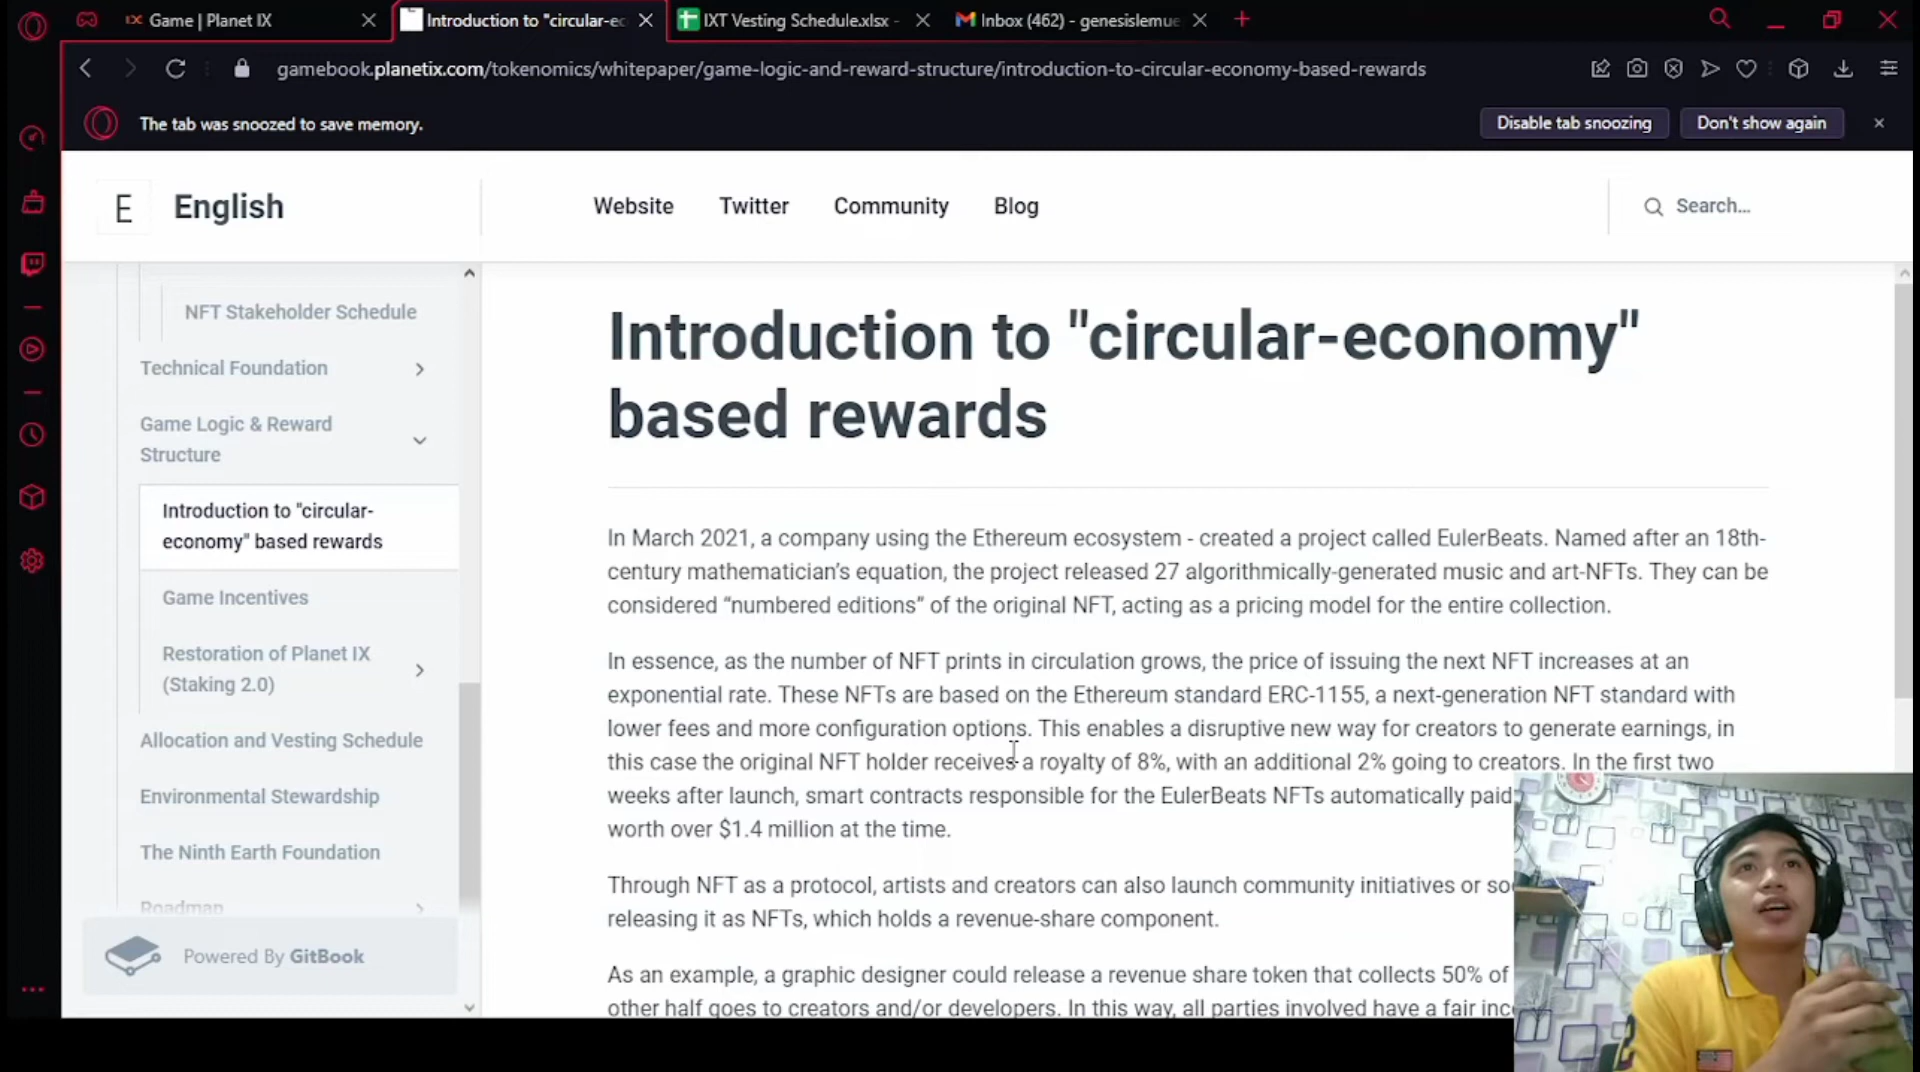 Game | Planet IX
Introduction to "circular-ec
IXT Vesting Schedule.xlsx -
Inbox (462) - genesislemue
gamebook.planetix.com/tokenomics/whitepaper/game-logic-and-reward-structure/introduction-to-circular-economy-based-rewards
The tab was snoozed to save memory.
Disable tab snoozing
Don't show again
E
English
Website
Twitter
Community
Blog
Search...
NFT Stakeholder Schedule
Technical Foundation
Game Logic & Reward
Structure
Introduction to "circular-
economy" based rewards
Game Incentives
Restoration of Planet IX
(Staking 2.0)
Allocation and Vesting Schedule
Environmental Stewardship
The Ninth Earth Foundation
Roadmap
Powered By GitBook
Introduction to "circular-economy"
based rewards
In March 2021, a company using the Ethereum ecosystem - created a project called EulerBeats. Named after an 18th-
century mathematician's equation, the project released 27 algorithmically-generated music and art-NFTs. They can be
considered “numbered editions” of the original NFT, acting as a pricing model for the entire collection.
In essence, as the number of NFT prints in circulation grows, the price of issuing the next NFT increases at an
exponential rate. These NFTs are based on the Ethereum standard ERC-1155, a next-generation NFT standard with
lower fees and more configuration options. This enables a disruptive new way for creators to generate earnings, in
this case the original NFT holder receives a royalty of 8%, with an additional 2% going to creators. In the first two
weeks after launch, smart contracts responsible for the EulerBeats NFTs automatically paid
worth over $1.4 million at the time.
Through NFT as a protocol, artists and creators can also launch community initiatives or so
releasing it as NFTs, which holds a revenue-share component.
As an example, a graphic designer could release a revenue share token that collects 50% of
other half goes to creators and/or developers. In this way, all parties involved have a fair inc